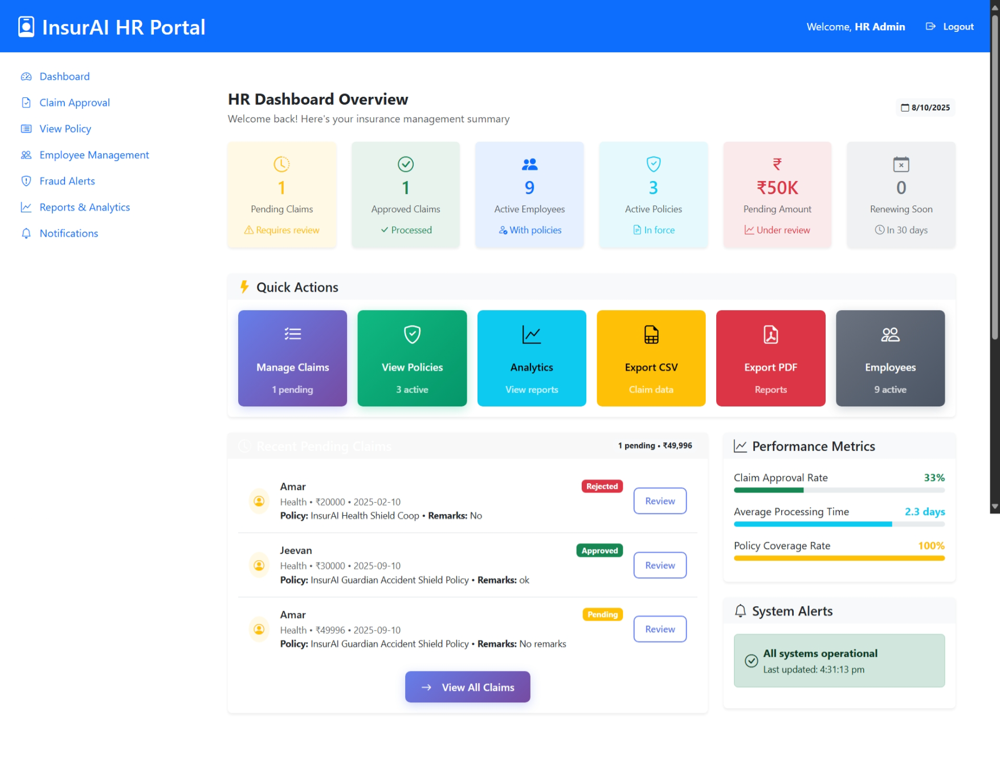 InsurAI HR Portal
Welcome, HR Admin
Logout
Dashboard
Claim Approval
View Policy
Employee Management
Fraud Alerts
Reports & Analytics
Notifications
HR Dashboard Overview
Welcome back! Here's your insurance management summary
8/10/2025
1
Pending Claims
Requires review
1
Approved Claims
Processed
9
Active Employees
With policies
3
Active Policies
In force
₹50K
Pending Amount
Under review
0
Renewing Soon
In 30 days
Quick Actions
Manage Claims
1 pending
View Policies
3 active
Analytics
View reports
Export CSV
Claim data
Export PDF
Reports
Employees
9 active
Recent Pending Claims
1 pending • ₹49,996
Amar
Rejected
Health • ₹20000 • 2025-02-10
Policy: InsurAI Health Shield Coop • Remarks: No
Review
Jeevan
Approved
Health • ₹30000 • 2025-09-10
Policy: InsurAI Guardian Accident Shield Policy • Remarks: ok
Review
Amar
Pending
Health • ₹49996 • 2025-09-10
Policy: InsurAI Guardian Accident Shield Policy • Remarks: No remarks
Review
→ View All Claims
Performance Metrics
Claim Approval Rate 33%
Average Processing Time 2.3 days
Policy Coverage Rate 100%
System Alerts
All systems operational
Last updated: 4:31:13 pm